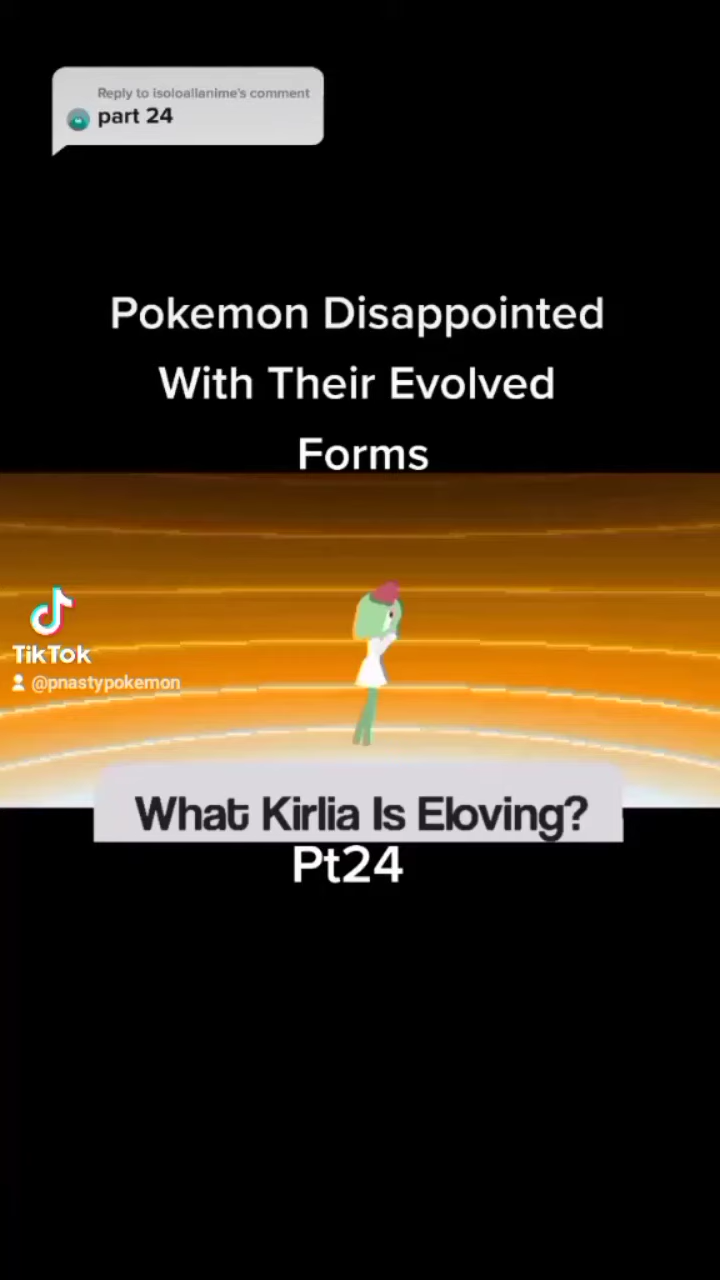 Reply to isoloallanime's comment
part 24
Pokemon Disappointed
With Their Evolved
Forms
TikTok
@pnastypokemon
What Kirlia Is Eloving?
Pt24